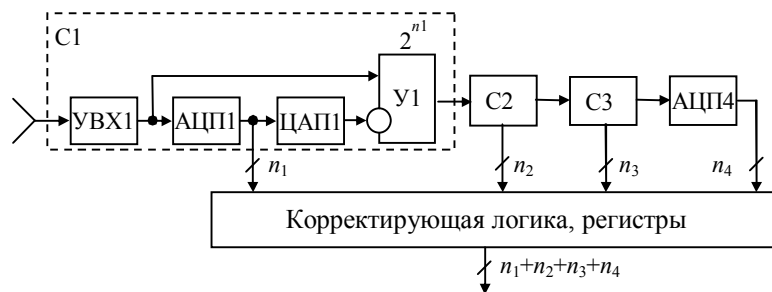 С1
2^{n1}
УВХ1
АЦП1
ЦАП1
У1
С2
С3
АЦП4
n₁
n₂
n₃
n₄
Корректирующая логика, регистры
n₁+n₂+n₃+n₄